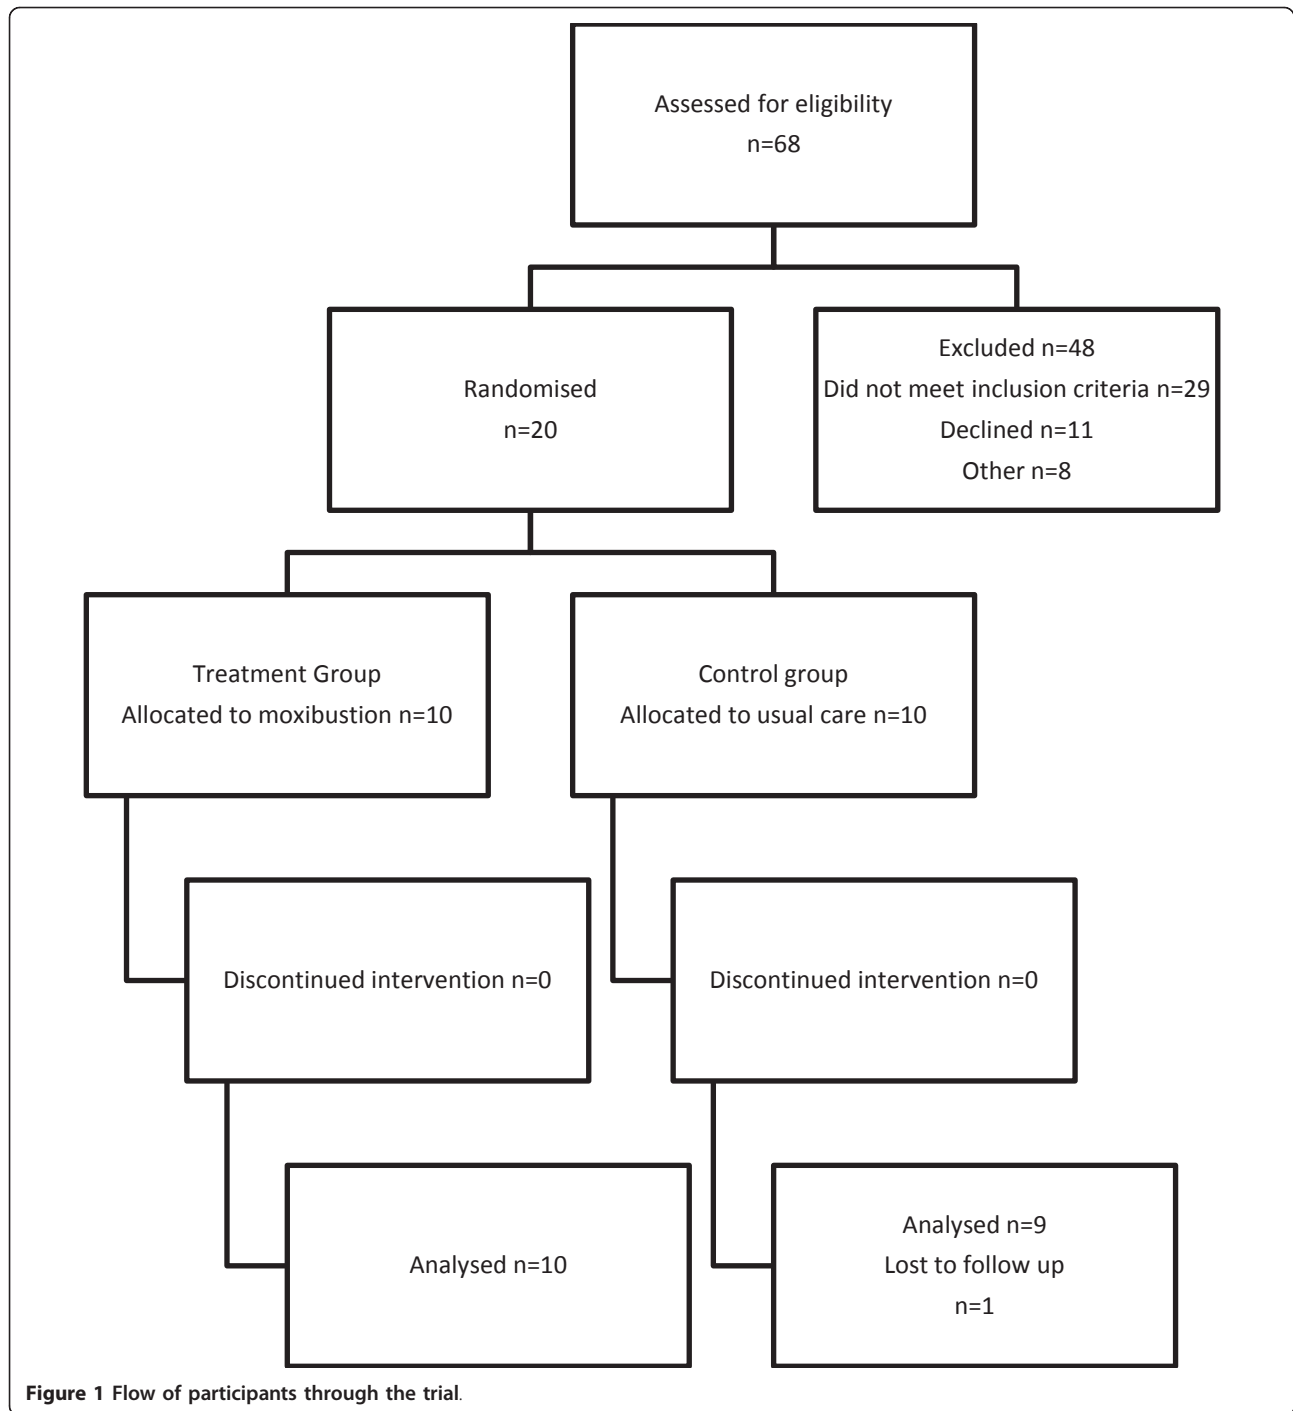 Assessed for eligibility
n=68
Randomised
n=20
Excluded n=48
Did not meet inclusion criteria n=29
Declined n=11
Other n=8
Treatment Group
Allocated to moxibustion n=10
Control group
Allocated to usual care n=10
Discontinued intervention n=0
Discontinued intervention n=0
Analysed n=10
Analysed n=9
Lost to follow up
n=1
Figure 1 Flow of participants through the trial.